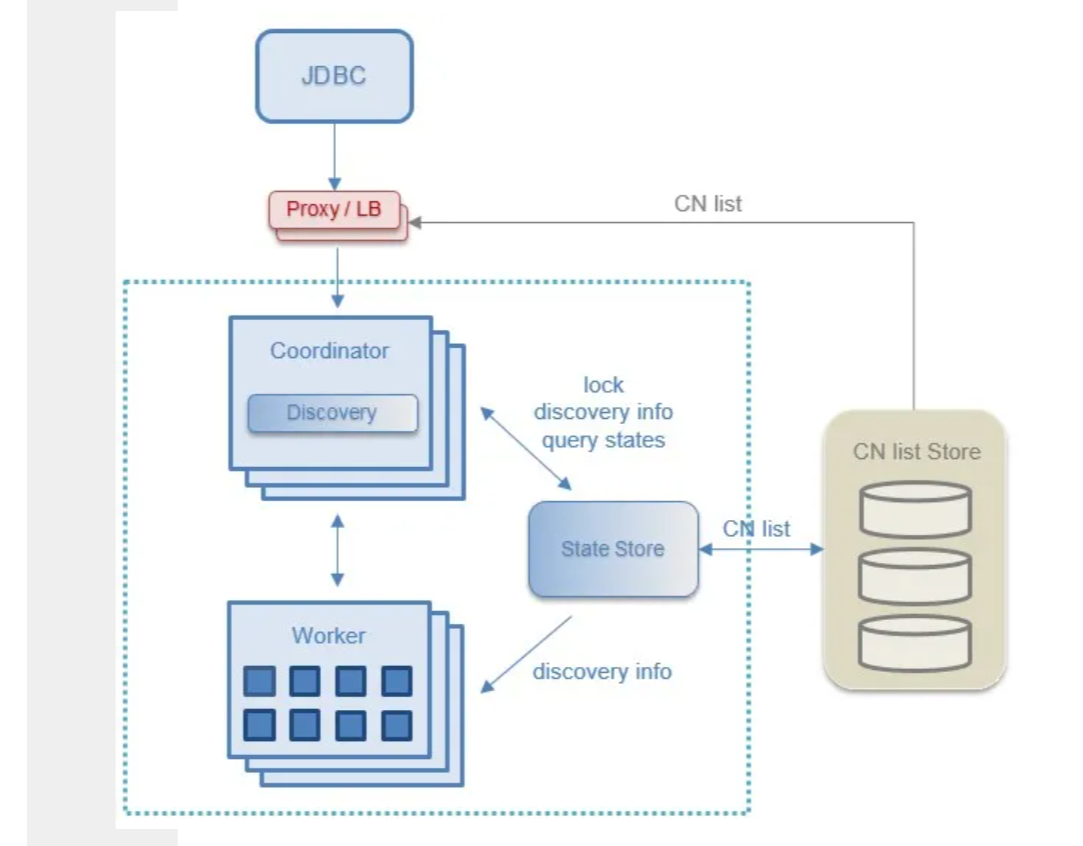 JDBC
Proxy / LB
CN list
Coordinator
Discovery
lock
discovery info
query states
CN list Store
State Store
CN list
Worker
discovery info